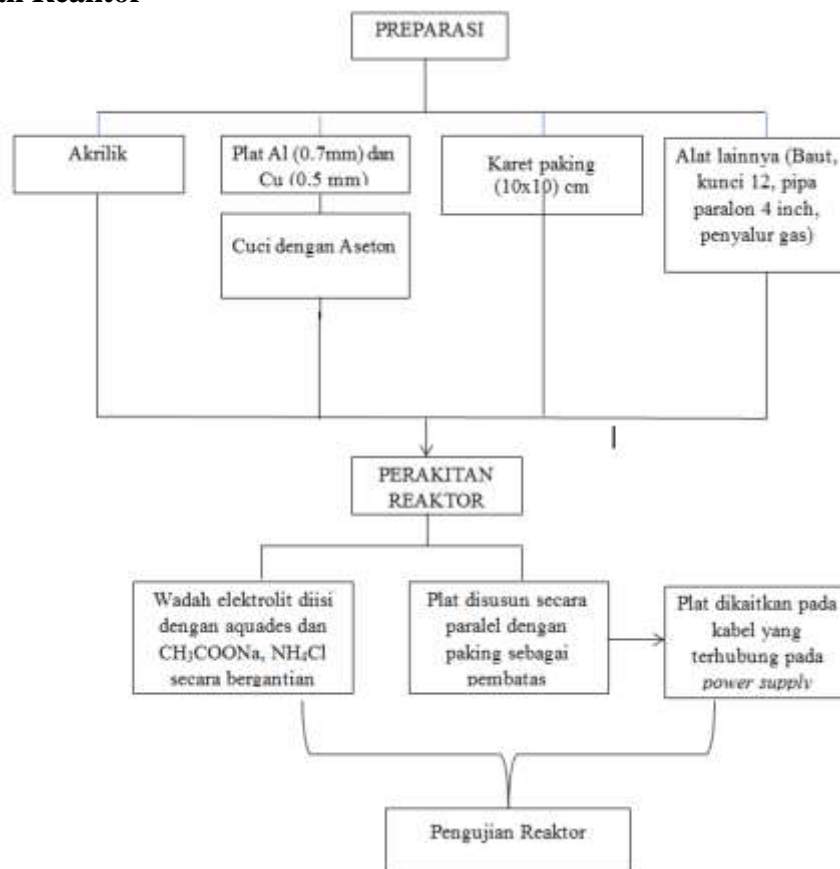 Reaktor
PREPARASI
Akrilik
Plat Al (0.7mm) dan
Cu (0.5 mm)
Cuci dengan Aseton
Karet paking
(10x10) cm
Alat lainnya (Baut,
kunci 12, pipa
paralon 4 inch,
penyalur gas)
PERAKITAN
REAKTOR
Wadah elektrolit diisi
dengan aquades dan
CH₃COONa, NH₄Cl
secara bergantian
Plat disusun secara
paralel dengan
paking sebagai
pembatas
Plat dikaitkan pada
kabel yang
terhubung pada
power supply
Pengujian Reaktor